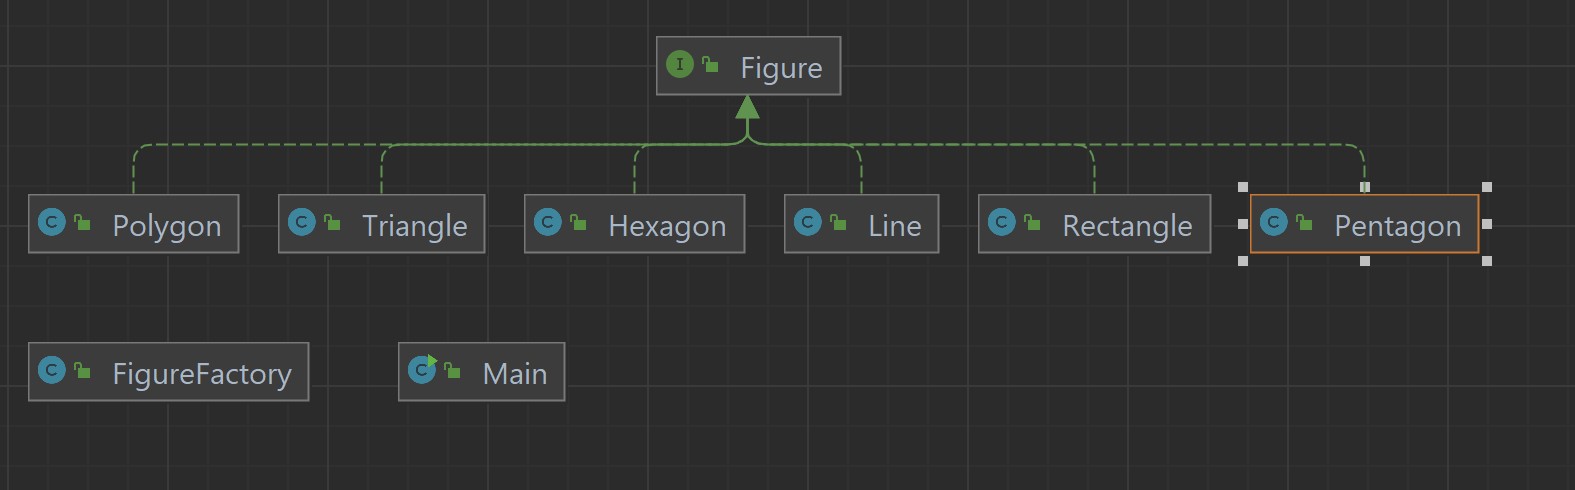 I Figure
C Polygon
C Triangle
C Hexagon
C Line
C Rectangle
C Pentagon
C FigureFactory
C Main